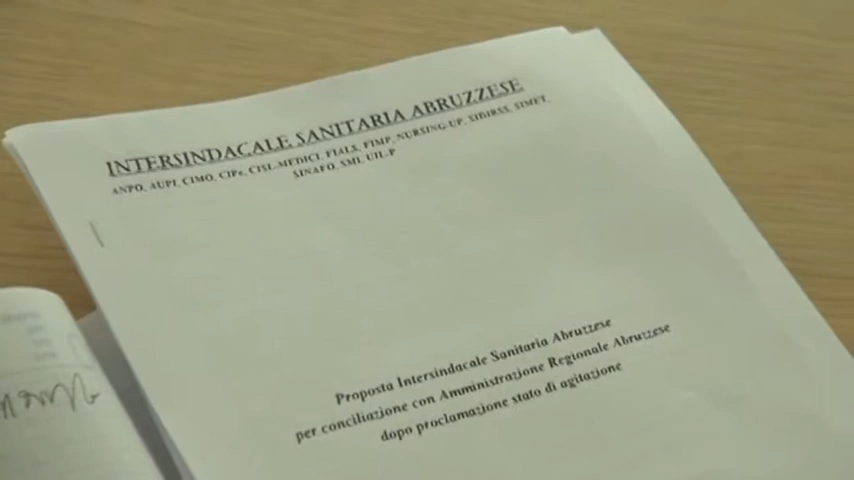 INTERSINDACALE SANITARIA ABRUZZESE
ANPO, AUPI, CIMO, CIPe, CISL-MEDICI, FIALS, FIMP, NURSING-UP, SIDIRSS, SIMET,
SINAFO, SMI, UIL-P
Proposta Intersindacale Sanitaria Abruzzese
per conciliazione con Amministrazione Regionale Abruzzese
dopo proclamazione stato di agitazione